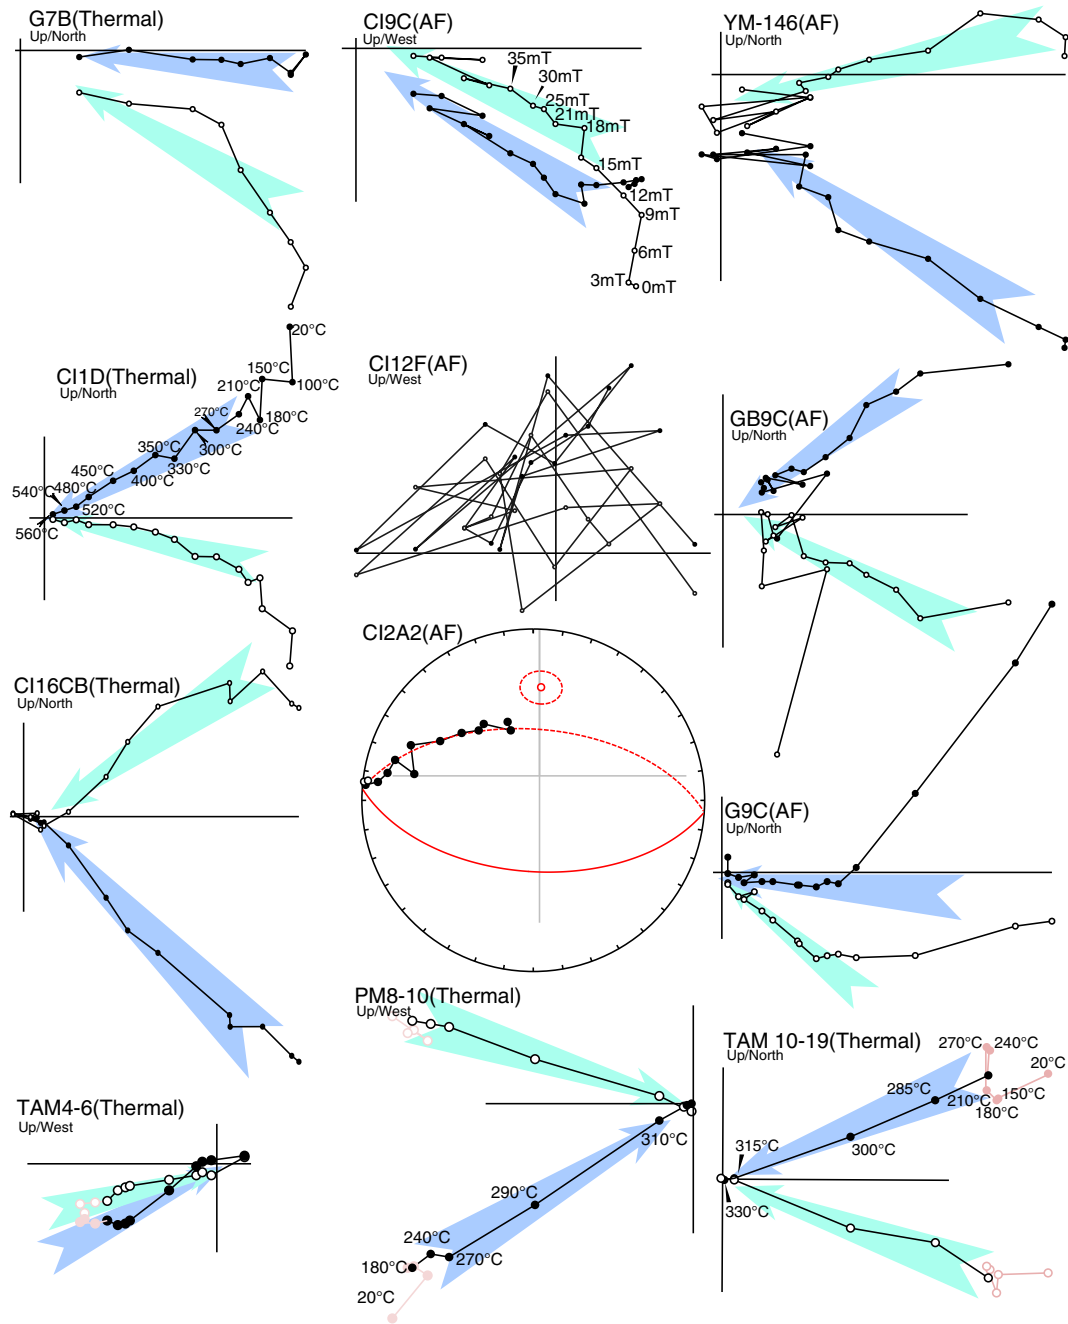 G7B(Thermal)
Up/North
CI9C(AF)
Up/West
35mT
30mT
25mT
21mT
18mT
15mT
12mT
9mT
6mT
3mT
0mT
YM-146(AF)
Up/North
CI1D(Thermal)
Up/North
20°C
150°C
100°C
210°C
180°C
270°C
240°C
300°C
350°C
330°C
450°C
400°C
540°C
480°C
520°C
560°C
CI12F(AF)
Up/West
GB9C(AF)
Up/North
CI2A2(AF)
CI16CB(Thermal)
Up/North
G9C(AF)
Up/North
PM8-10(Thermal)
Up/West
310°C
290°C
240°C
270°C
180°C
20°C
TAM 10-19(Thermal)
Up/North
270°C
240°C
20°C
285°C
210°C
150°C
180°C
300°C
315°C
330°C
TAM4-6(Thermal)
Up/West